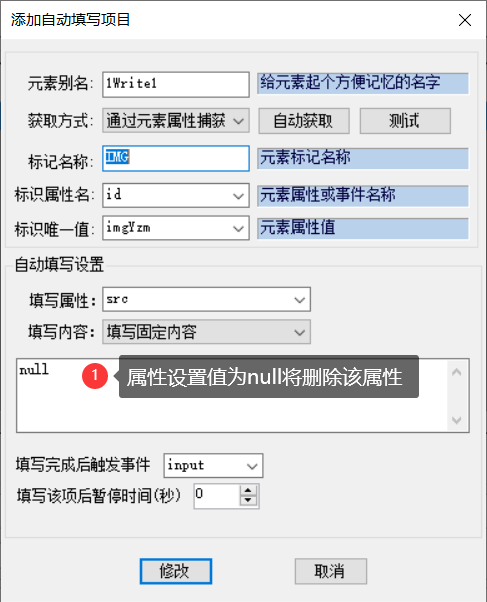 添加自动填写项目
元素别名: 1Write1 给元素起个方便记忆的名字
获取方式: 通过元素属性捕获 自动获取 测试
标记名称: IMG 元素标记名称
标识属性名: id 元素属性或事件名称
标识唯一值: imgYzm 元素属性值
自动填写设置
填写属性: src
填写内容: 填写固定内容
null 1 属性设置值为null将删除该属性
填写完成后触发事件 input
填写该项后暂停时间(秒) 0
修改 取消